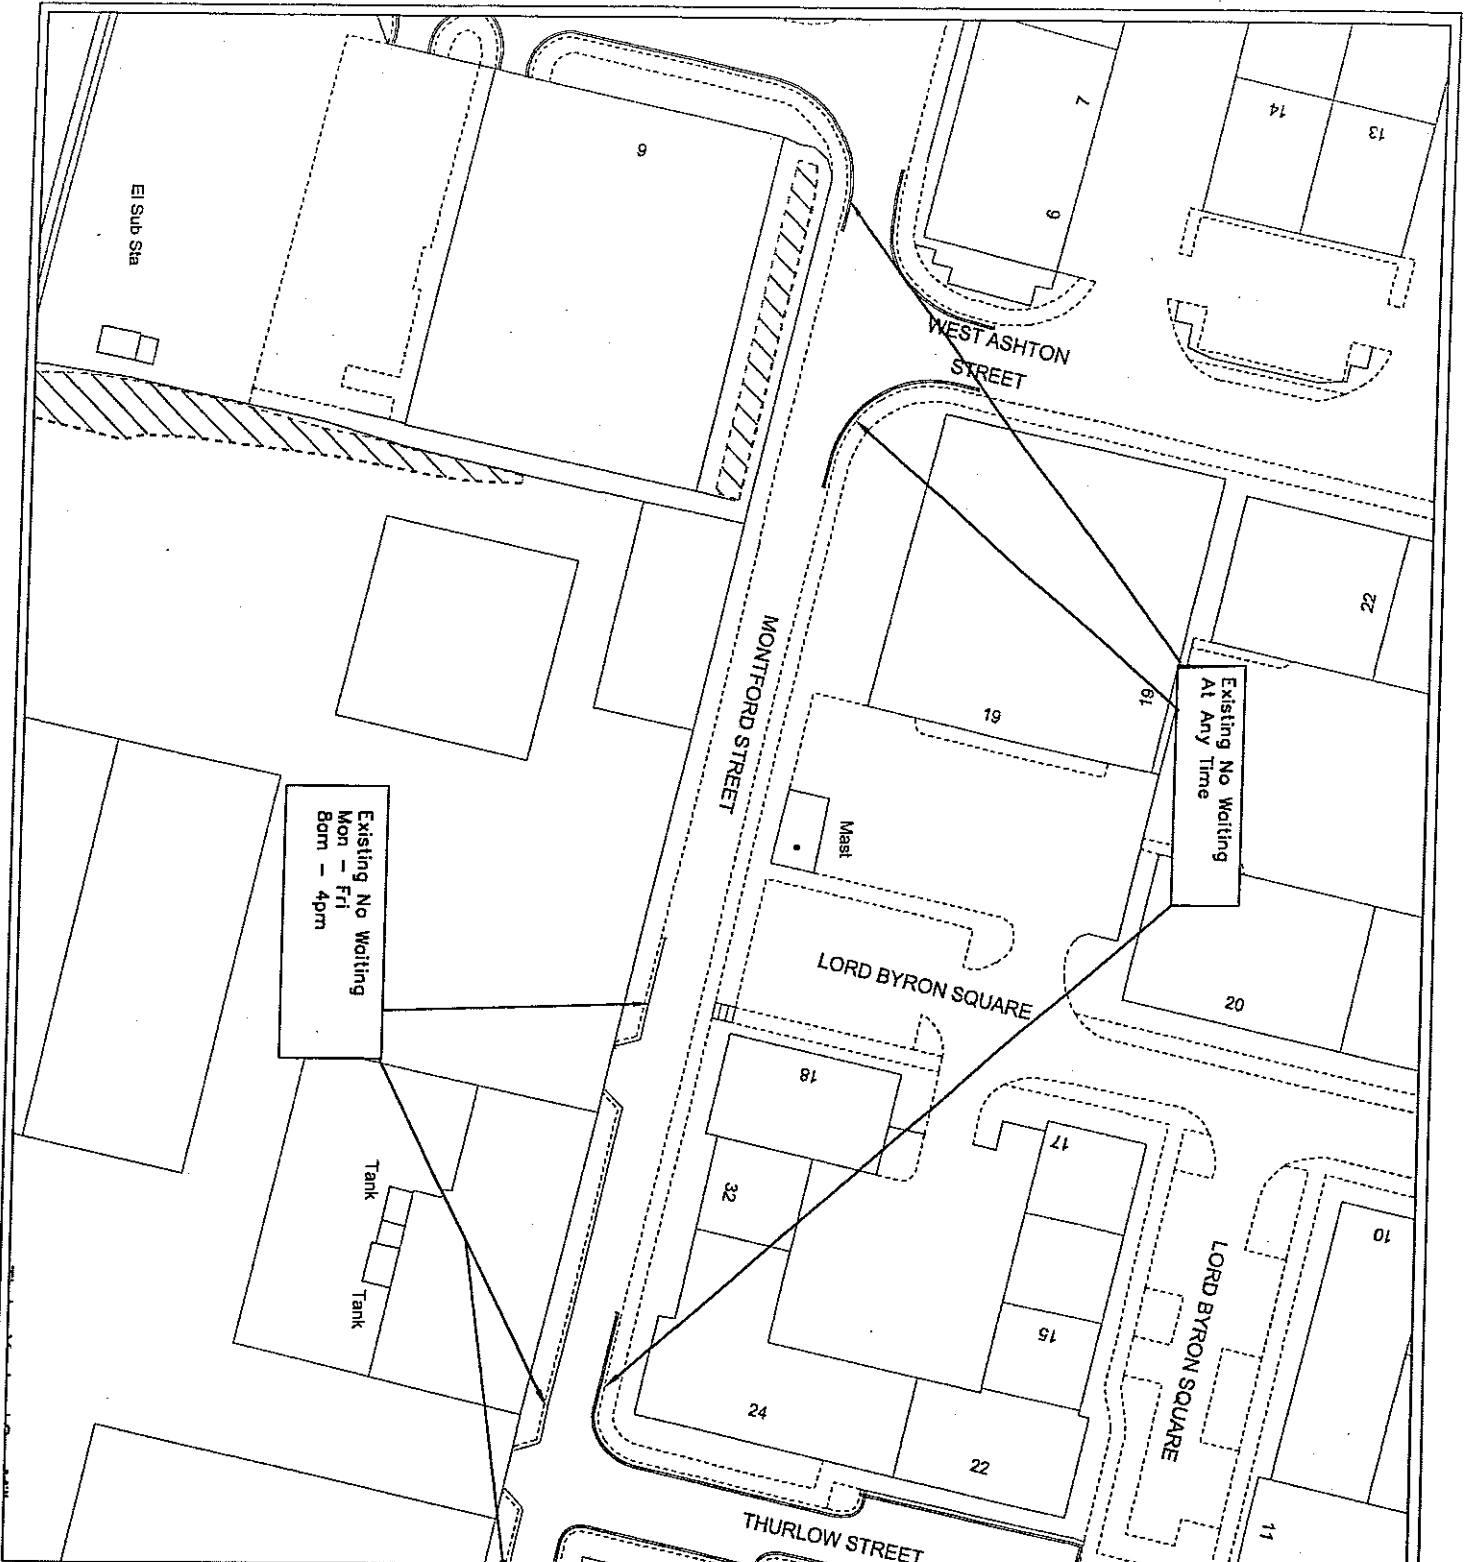 7
6
14
13
9
El Sub Sta
WEST ASHTON
STREET
22
19
19
MONTFORD STREET
Existing No Waiting
At Any Time
Mast
Existing No Waiting
Mon - Fri
8am - 4pm
LORD BYRON SQUARE
20
18
17
32
Tank
Tank
10
15
LORD BYRON SQUARE
24
22
11
THURLOW STREET